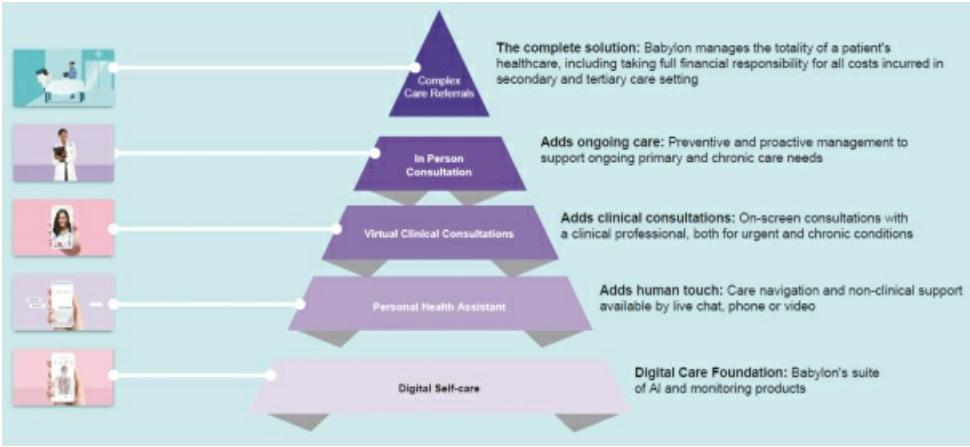 Complex
Care Referrals
The complete solution: Babylon manages the totality of a patient's
healthcare, including taking full financial responsibility for all costs incurred in
secondary and tertiary care setting
In Person
Consultation
Adds ongoing care: Preventive and proactive management to
support ongoing primary and chronic care needs
Virtual Clinical Consultations
Adds clinical consultations: On-screen consultations with
a clinical professional, both for urgent and chronic conditions
Personal Health Assistant
Adds human touch: Care navigation and non-clinical support
available by live chat, phone or video
Digital Self-care
Digital Care Foundation: Babylon's suite
of AI and monitoring products